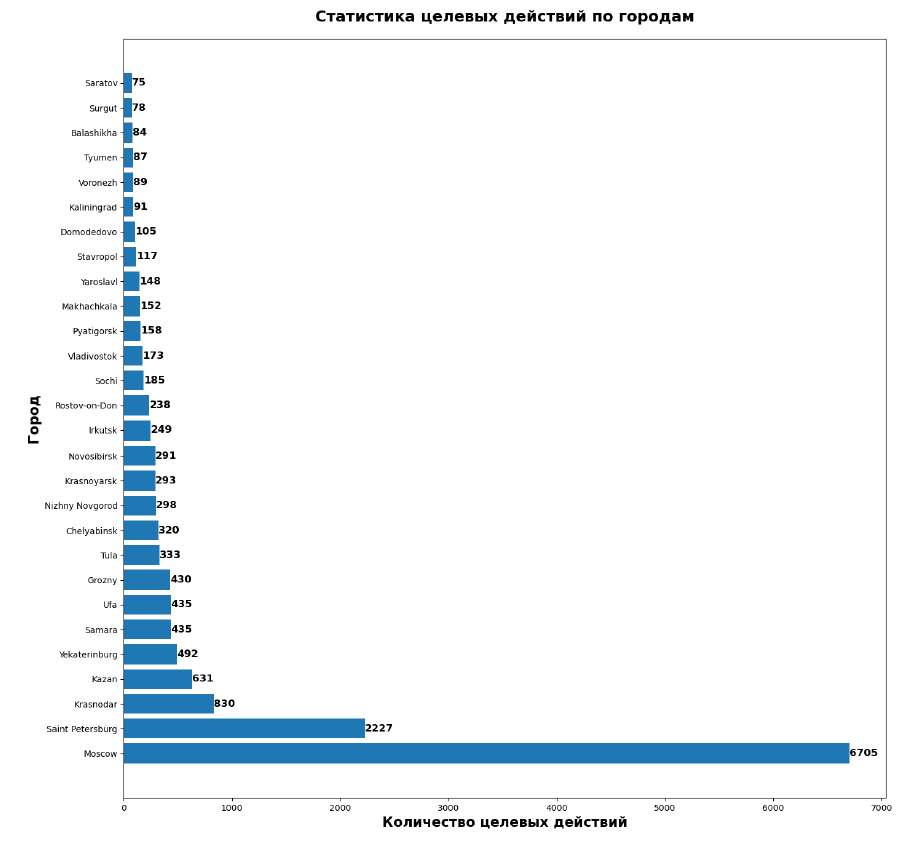 Статистика целевых действий по городам
Saratov 75
Surgut 78
Balashikha 84
Tyumen 87
Voronezh 89
Kaliningrad 91
Domodedovo 105
Stavropol 117
Yaroslavl 148
Makhachkala 152
Pyatigorsk 158
Vladivostok 173
Sochi 185
Rostov-on-Don 238
Irkutsk 249
Novosibirsk 291
Krasnoyarsk 293
Nizhny Novgorod 298
Chelyabinsk 320
Tula 333
Grozny 430
Ufa 435
Samara 435
Yekaterinburg 492
Kazan 631
Krasnodar 830
Saint Petersburg 2227
Moscow 6705
Город
0 1000 2000 3000 4000 5000 6000 7000
Количество целевых действий